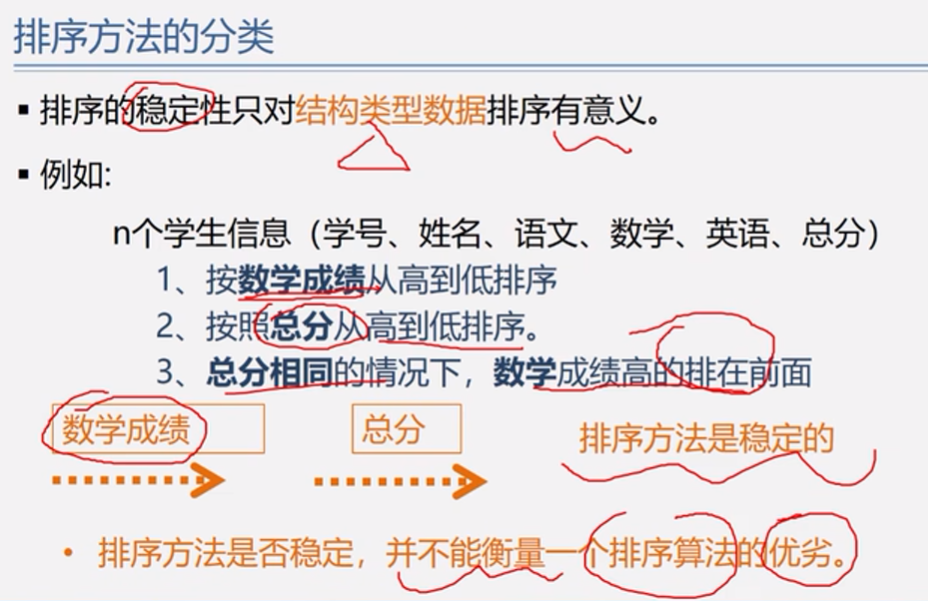 排序方法的分类
▪ 排序的稳定性只对结构类型数据排序有意义。
▪ 例如:
n个学生信息（学号、姓名、语文、数学、英语、总分）
1、按数学成绩从高到低排序
2、按照总分从高到低排序。
3、总分相同的情况下，数学成绩高的排在前面
数学成绩 总分 排序方法是稳定的
• 排序方法是否稳定，并不能衡量一个排序算法的优劣。